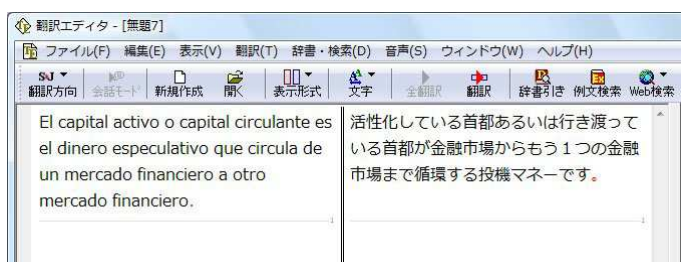 翻訳エディタ - [無題7]
ファイル(F) 編集(E) 表示(V) 翻訳(T) 辞書・検索(D) 音声(S) ウィンドウ(W) ヘルプ(H)
翻訳方向 会話モード 新規作成 開く 表示形式 文字 全翻訳 翻訳 辞書引き 例文検索 Web検索
El capital activo o capital circulante es
el dinero especulativo que circula de
un mercado financiero a otro
mercado financiero.
活性化している首都あるいは行き渡って
いる首都が金融市場からもう1つの金融
市場まで循環する投機マネーです。